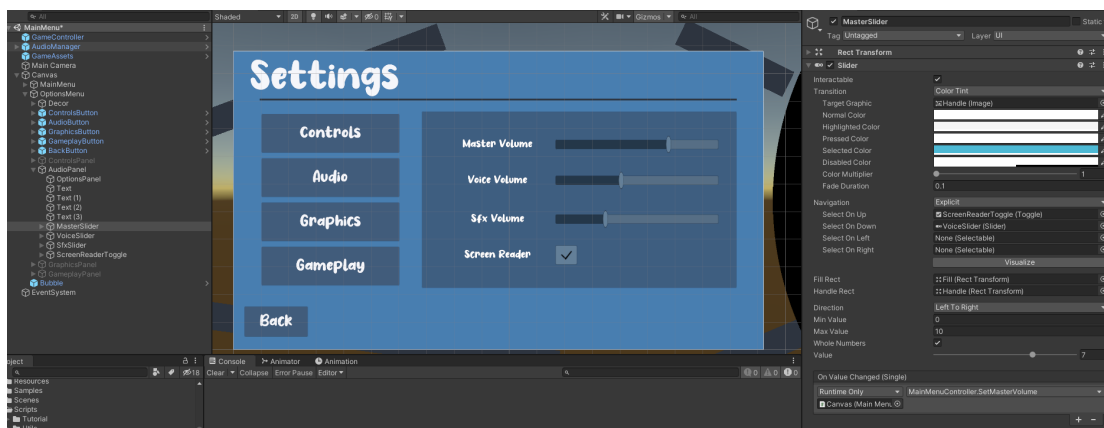 All
MainMenu*
GameController
AudioManager
GameAssets
Main Camera
Canvas
MainMenu
OptionsMenu
Decor
ControlsButton
AudioButton
GraphicsButton
GameplayButton
BackButton
ControlsPanel
AudioPanel
OptionsPanel
Text
Text (1)
Text (2)
Text (3)
MasterSlider
VoiceSlider
SfxSlider
ScreenReaderToggle
GraphicsPanel
GameplayPanel
Bubble
EventSystem
Shaded
2D
0
Gizmos
All
Settings
Controls
Audio
Graphics
Gameplay
Back
Master Volume
Voice Volume
Sfx Volume
Screen Reader
MasterSlider
Static
Tag Untagged
Layer UI
Rect Transform
Slider
Interactable
Transition Color Tint
Target Graphic Handle (Image)
Normal Color
Highlighted Color
Pressed Color
Selected Color
Disabled Color
Color Multiplier 1
Fade Duration 0.1
Navigation Explicit
Select On Up ScreenReaderToggle (Toggle)
Select On Down VoiceSlider (Slider)
Select On Left None (Selectable)
Select On Right None (Selectable)
Visualize
Fill Rect Fill (Rect Transform)
Handle Rect Handle (Rect Transform)
Direction Left To Right
Min Value 0
Max Value 10
Whole Numbers
Value 7
On Value Changed (Single)
Runtime Only MainMenuController.SetMasterVolume
Canvas (Main Menu
oject
18
Resources
Samples
Scenes
Scripts
Tutorial
Console Animator Animation
Clear Collapse Error Pause Editor
0 0 0